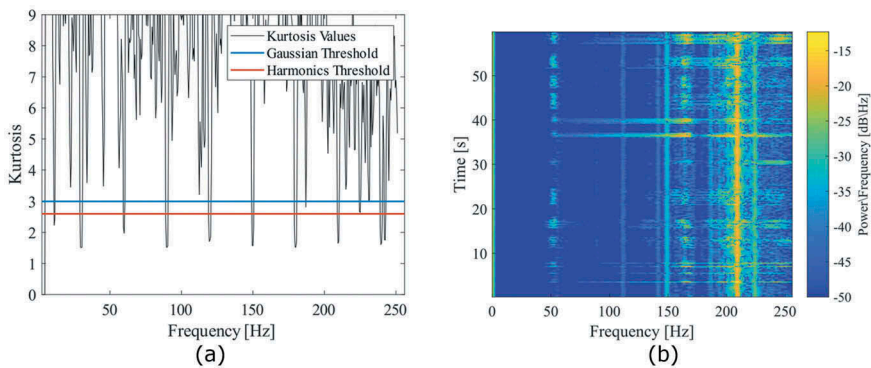 9
8
7
6
5
4
3
2
1
0
Kurtosis
Kurtosis Values
Gaussian Threshold
Harmonics Threshold
50 100 150 200 250
Frequency [Hz]
(a)
50
40
30
20
10
Time [s]
0 50 100 150 200 250
Frequency [Hz]
-15
-20
-25
-30
-35
-40
-45
-50
Power\Frequency [dB\Hz]
(b)